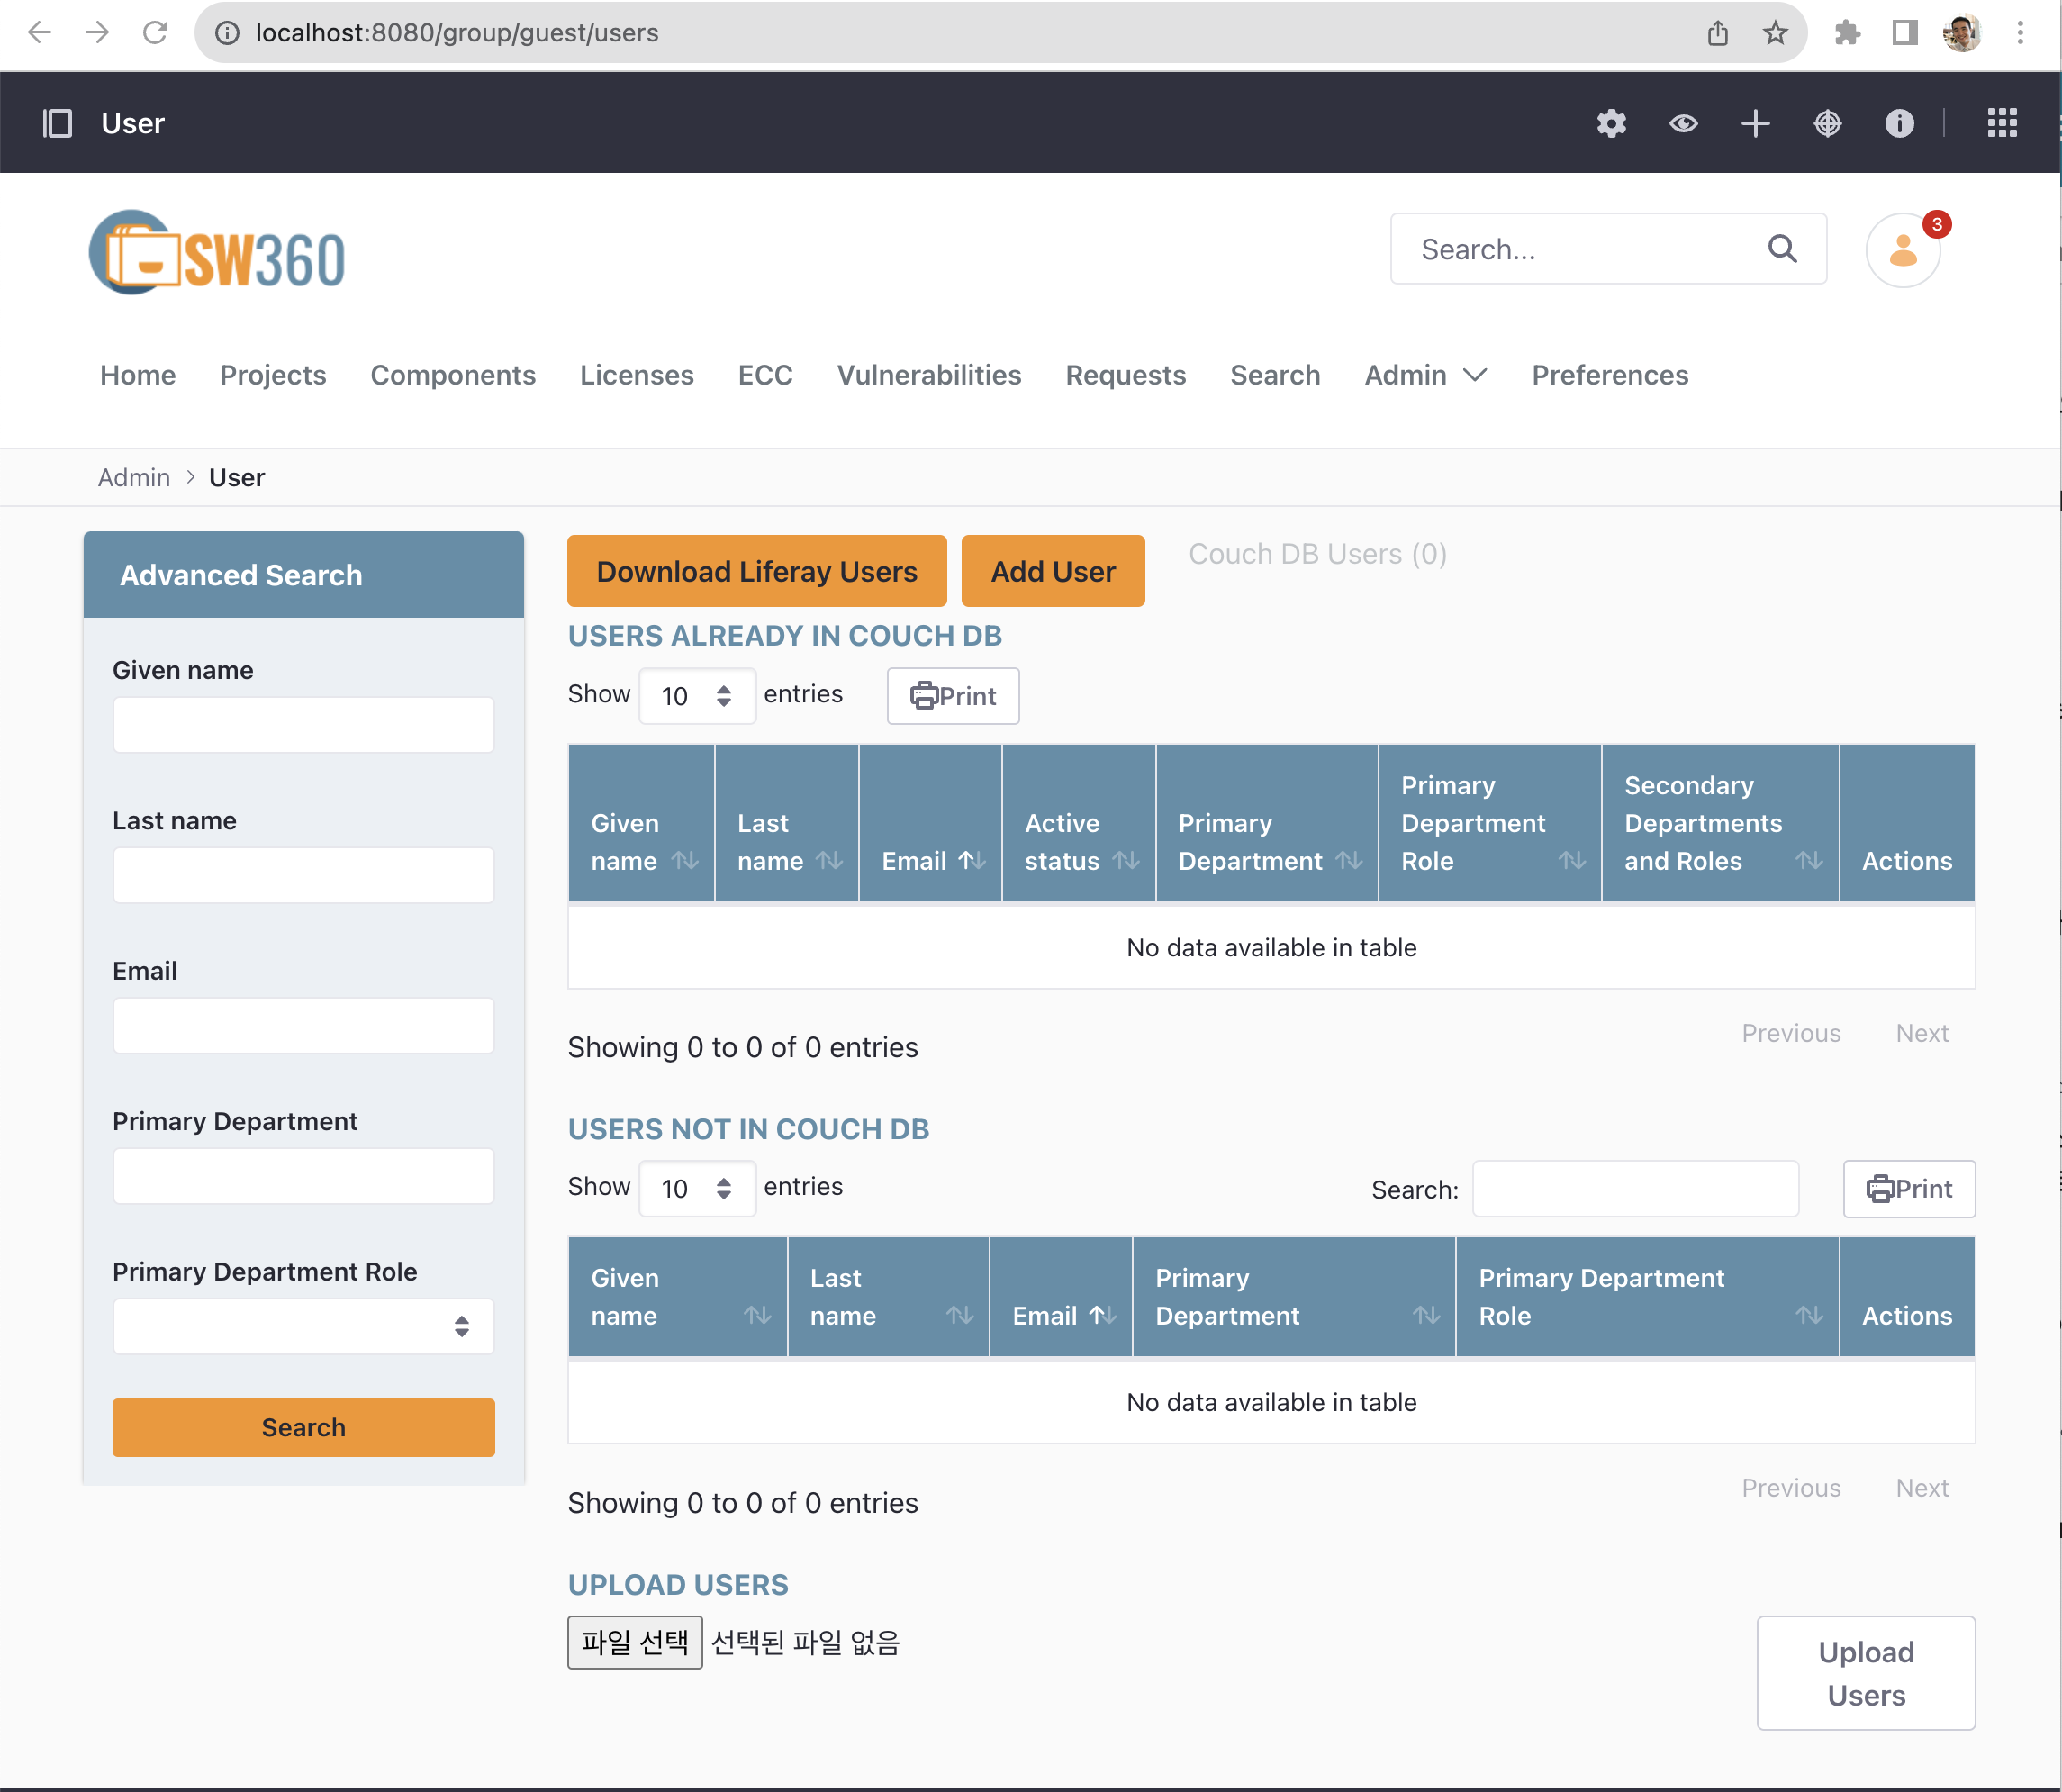 localhost:8080/group/guest/users
User
SW360
Search...
3
Home Projects Components Licenses ECC Vulnerabilities Requests Search Admin Preferences
Admin > User
Advanced Search
Given name
Last name
Email
Primary Department
Primary Department Role
Search
Download Liferay Users Add User Couch DB Users (0)
USERS ALREADY IN COUCH DB
Show 10 entries Print
Given name Last name Email Active status Primary Department Primary Department Role Secondary Departments and Roles Actions
No data available in table
Showing 0 to 0 of 0 entries Previous Next
USERS NOT IN COUCH DB
Show 10 entries Search: Print
Given name Last name Email Primary Department Primary Department Role Actions
No data available in table
Showing 0 to 0 of 0 entries Previous Next
UPLOAD USERS
파일 선택 선택된 파일 없음
Upload Users